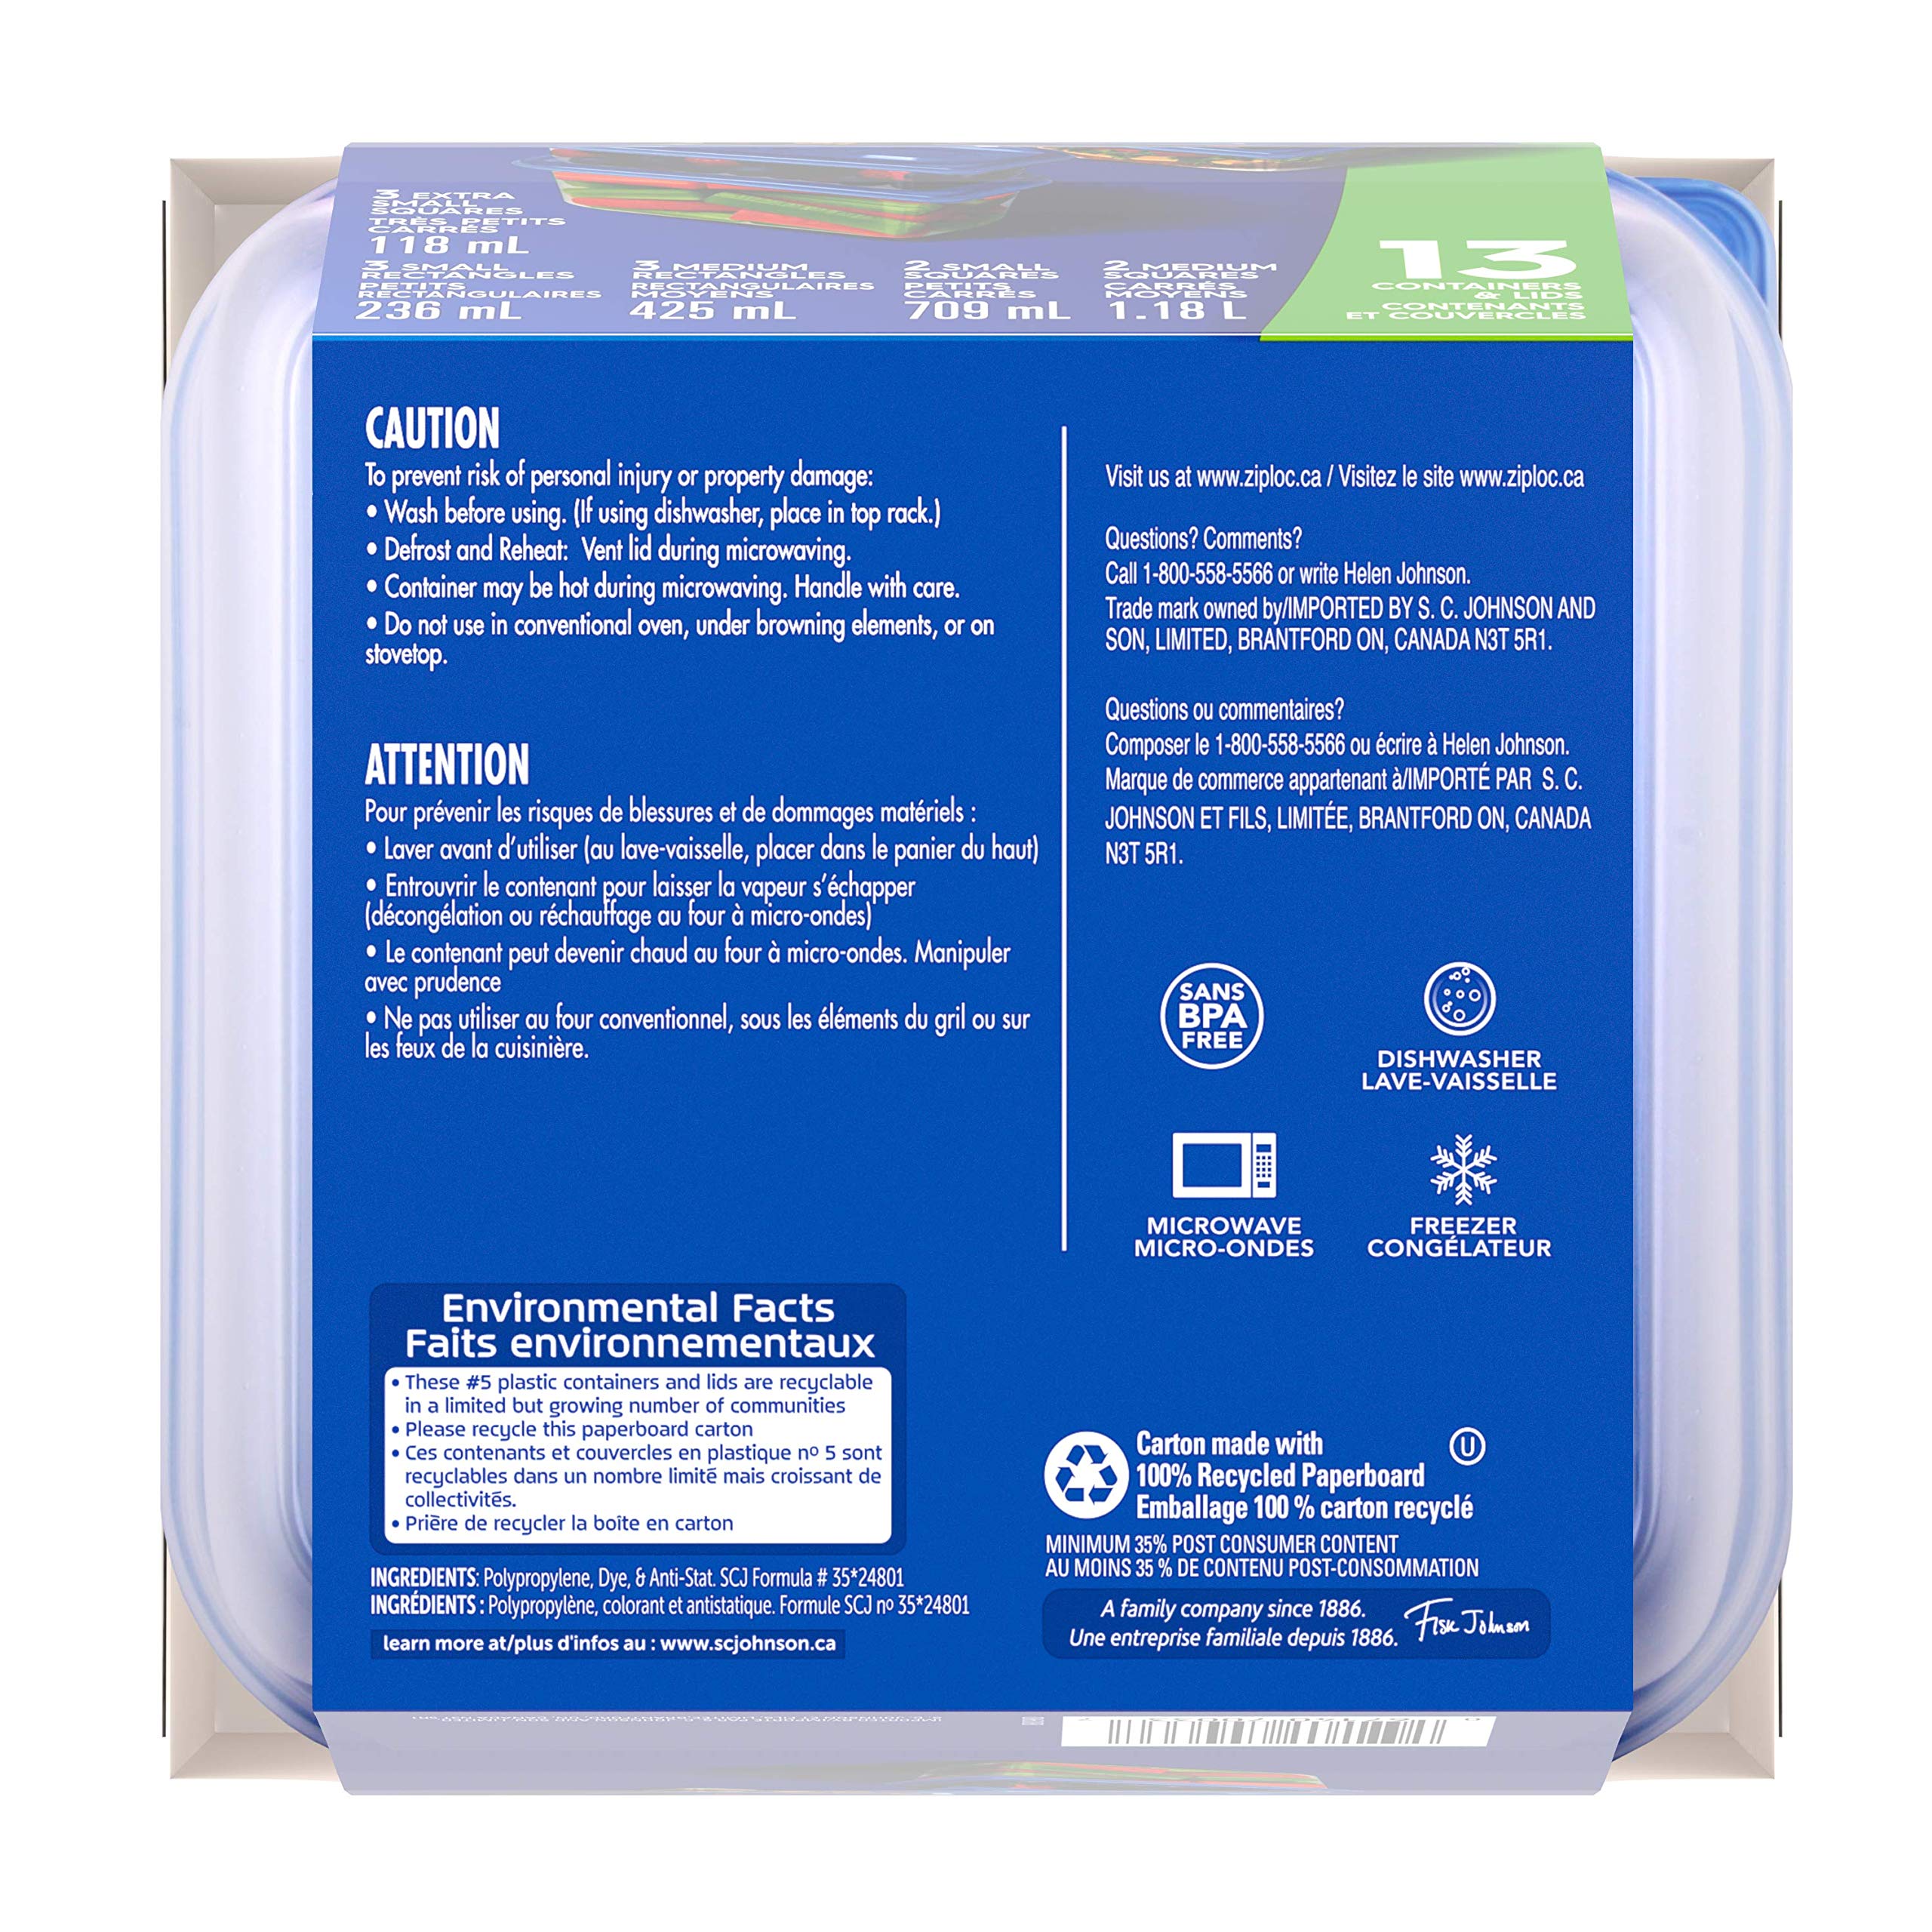 3 EXTRA
SMALL
SQUARES
TRÈS PETITS
CARRÉS
118 mL
3 SMALL
RECTANGLES
PETITS
RECTANGULAIRES
236 mL
3 MEDIUM
RECTANGLES
RECTANGULAIRES
MOYENS
425 mL
2 SMALL
SQUARES
PETITS
CARRÉS
709 mL
2 MEDIUM
SQUARES
CARRÉS
MOYENS
1.18 L
13
CONTAINERS
& LIDS
CONTENANTS
ET COUVERCLES
CAUTION
To prevent risk of personal injury or property damage:
• Wash before using. (If using dishwasher, place in top rack.)
• Defrost and Reheat: Vent lid during microwaving.
• Container may be hot during microwaving. Handle with care.
• Do not use in conventional oven, under browning elements, or on
stovetop.
ATTENTION
Pour prévenir les risques de blessures et de dommages matériels :
• Laver avant d'utiliser (au lave-vaisselle, placer dans le panier du haut)
• Entrouvrir le contenant pour laisser la vapeur s'échapper
(décongélation ou réchauffage au four à micro-ondes)
• Le contenant peut devenir chaud au four à micro-ondes. Manipuler
avec prudence
• Ne pas utiliser au four conventionnel, sous les éléments du gril ou sur
les feux de la cuisinière.
Visit us at www.ziploc.ca / Visitez le site www.ziploc.ca
Questions? Comments?
Call 1-800-558-5566 or write Helen Johnson.
Trade mark owned by/IMPORTED BY S. C. JOHNSON AND
SON, LIMITED, BRANTFORD ON, CANADA N3T 5R1.
Questions ou commentaires?
Composer le 1-800-558-5566 ou écrire à Helen Johnson.
Marque de commerce appartenant à/IMPORTÉ PAR S. C.
JOHNSON ET FILS, LIMITÉE, BRANTFORD ON, CANADA
N3T 5R1.
SANS
BPA
FREE
DISHWASHER
LAVE-VAISSELLE
MICROWAVE
MICRO-ONDES
FREEZER
CONGÉLATEUR
Environmental Facts
Faits environnementaux
• These #5 plastic containers and lids are recyclable
in a limited but growing number of communities
• Please recycle this paperboard carton
• Ces contenants et couvercles en plastique nº 5 sont
recyclables dans un nombre limité mais croissant de
collectivités.
• Prière de recycler la boîte en carton
INGREDIENTS: Polypropylene, Dye, & Anti-Stat. SCJ Formula # 35*24801
INGRÉDIENTS : Polypropylène, colorant et antistatique. Formule SCJ nº 35*24801
learn more at/plus d'infos au : www.scjohnson.ca
Carton made with
100% Recycled Paperboard
Emballage 100 % carton recyclé
U
MINIMUM 35% POST CONSUMER CONTENT
AU MOINS 35 % DE CONTENU POST-CONSOMMATION
A family company since 1886.
Une entreprise familiale depuis 1886.
Fisk Johnson